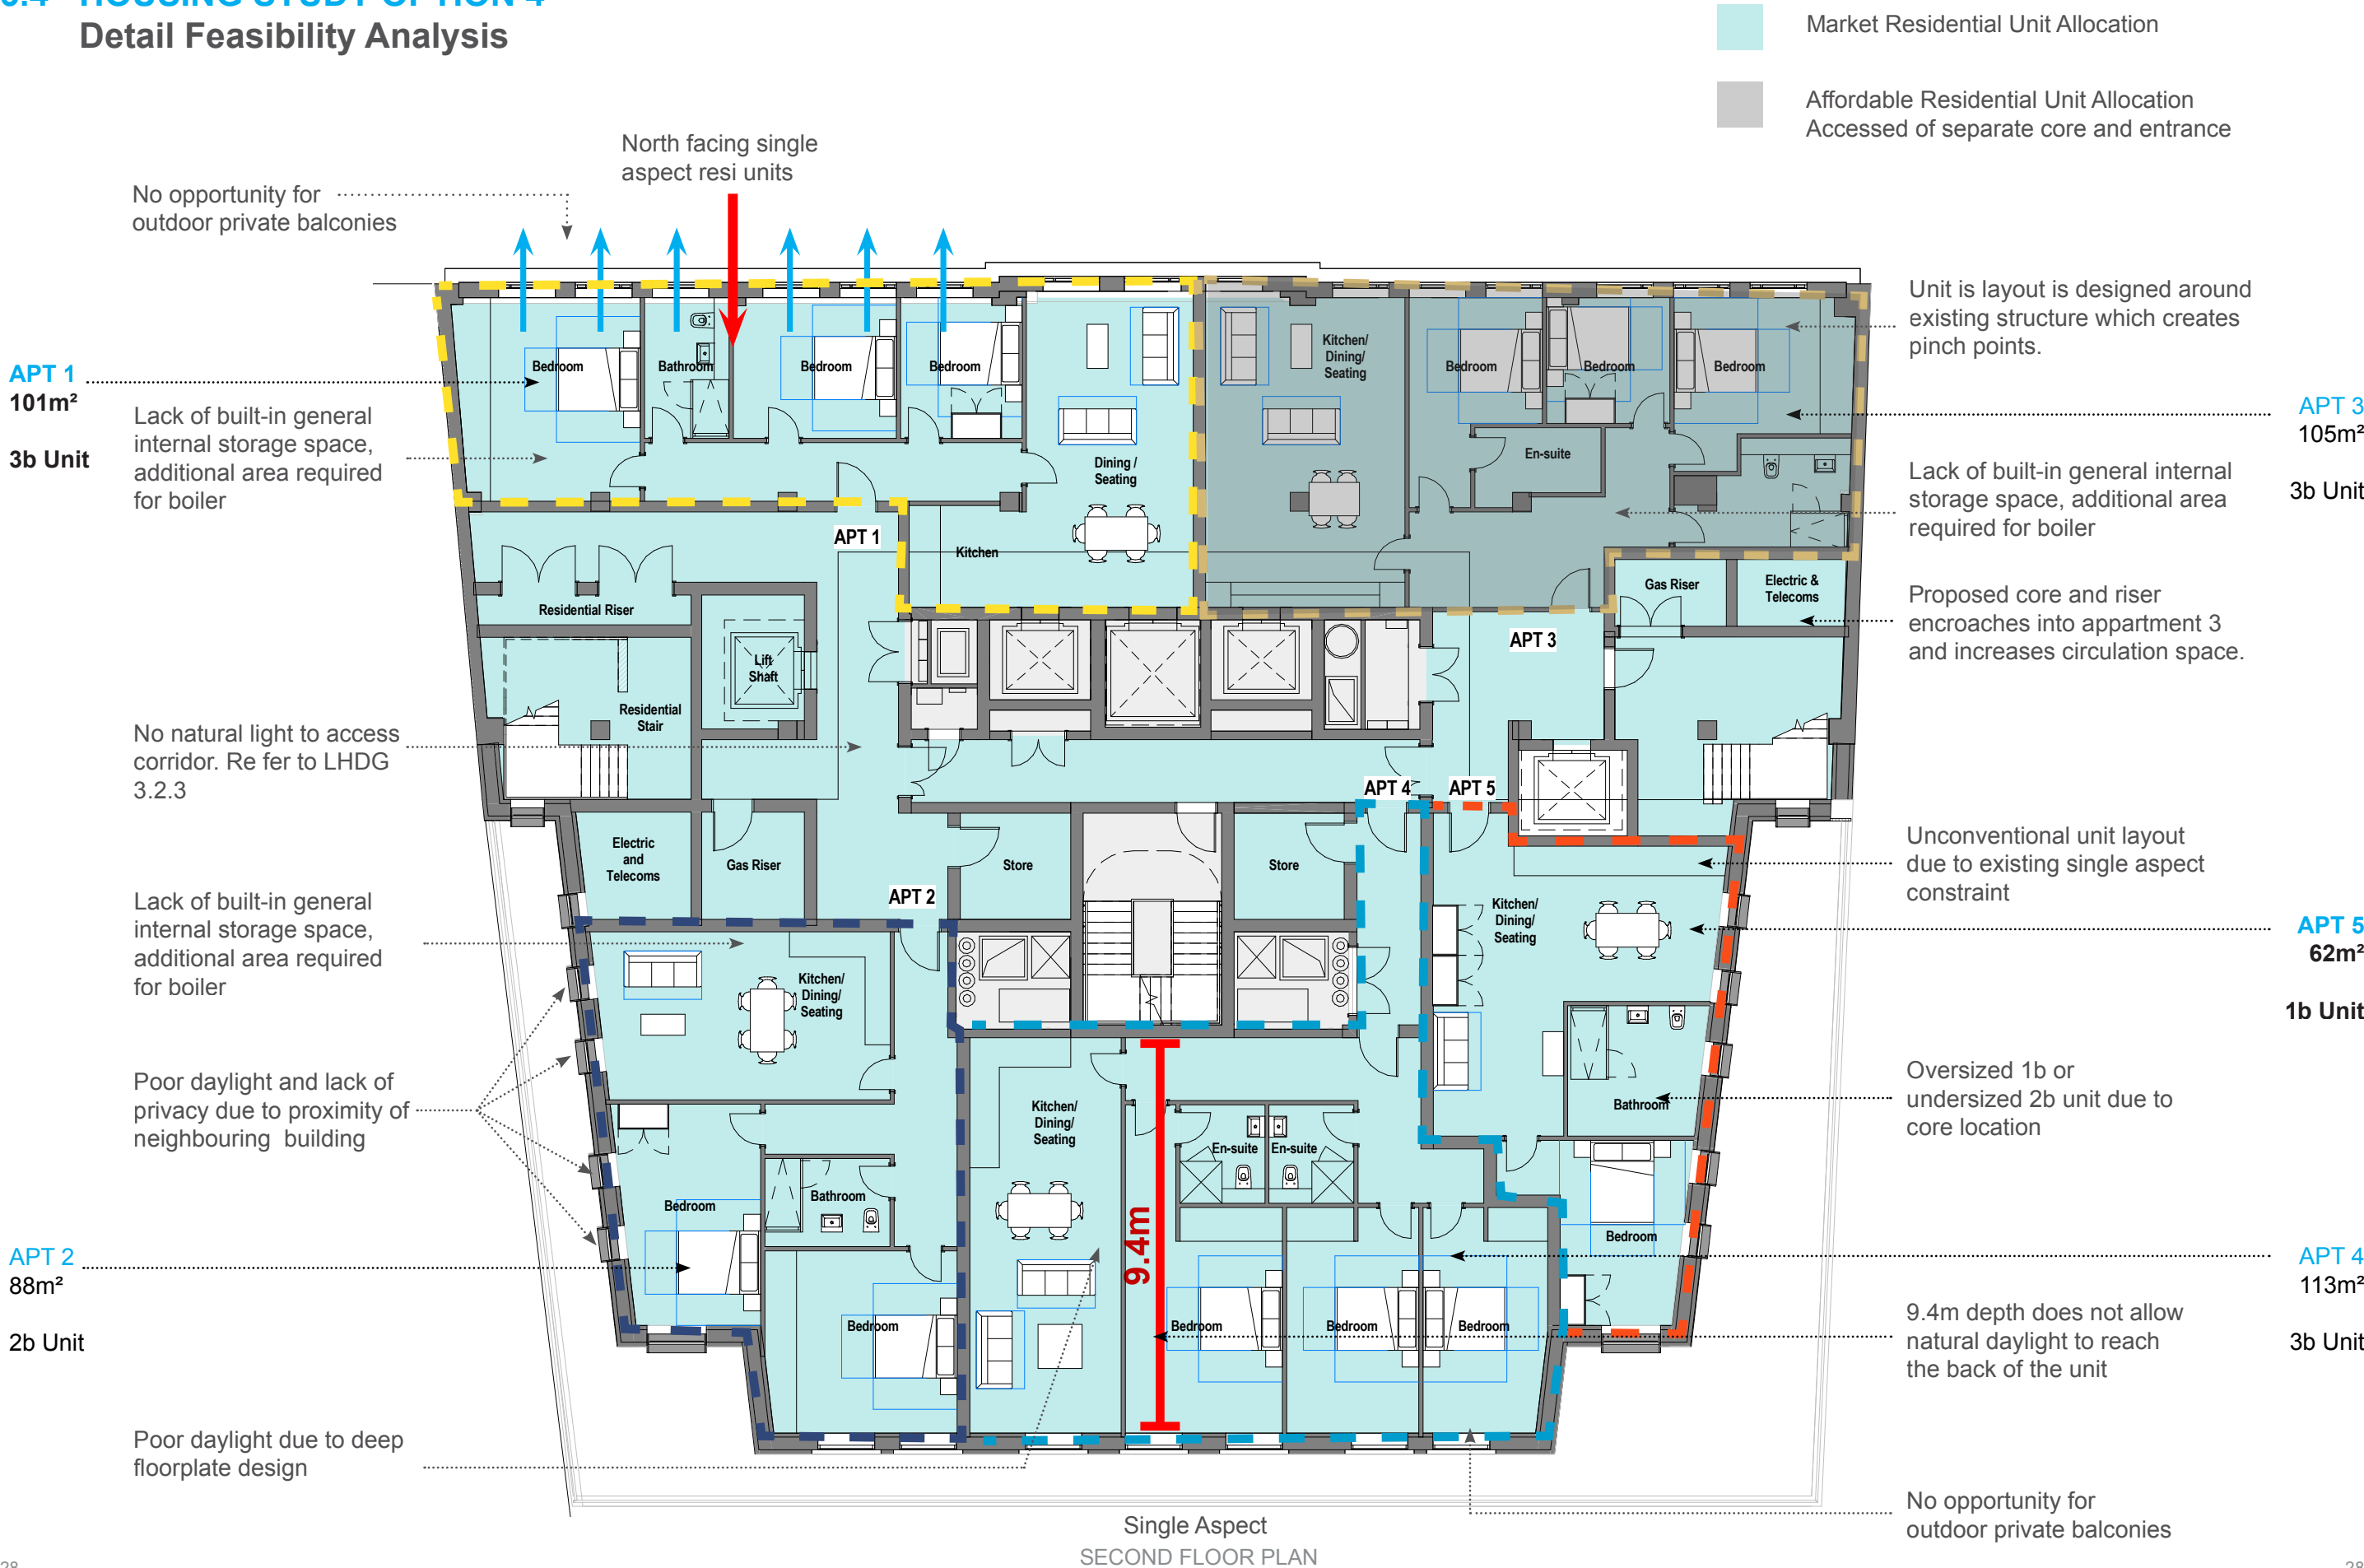 Detail Feasibility Analysis
Market Residential Unit Allocation
Affordable Residential Unit Allocation
Accessed of separate core and entrance
North facing single
aspect resi units
No opportunity for
outdoor private balconies
APT 1
101m²
3b Unit
Lack of built-in general
internal storage space,
additional area required
for boiler
No natural light to access
corridor. Re fer to LHDG
3.2.3
Lack of built-in general
internal storage space,
additional area required
for boiler
Poor daylight and lack of
privacy due to proximity of
neighbouring building
APT 2
88m²
2b Unit
Poor daylight due to deep
floorplate design
Bedroom
Bathroom
Bedroom
Bedroom
Dining /
Seating
Kitchen
APT 1
Kitchen/
Dining/
Seating
Bedroom
Bedroom
Bedroom
En-suite
Residential Riser
Lift
Shaft
Residential
Stair
Gas Riser
Electric &
Telecoms
APT 3
APT 4
APT 5
Electric
and
Telecoms
Gas Riser
Store
Store
APT 2
Kitchen/
Dining/
Seating
Kitchen/
Dining/
Seating
Bathroom
Kitchen/
Dining/
Seating
En-suite
En-suite
Bathroom
Bedroom
Bedroom
Bedroom
9.4m
Bedroom
Bedroom
Bedroom
Unit is layout is designed around
existing structure which creates
pinch points.
APT 3
105m²
3b Unit
Lack of built-in general internal
storage space, additional area
required for boiler
Proposed core and riser
encroaches into appartment 3
and increases circulation space.
Unconventional unit layout
due to existing single aspect
constraint
APT 5
62m²
1b Unit
Oversized 1b or
undersized 2b unit due to
core location
APT 4
113m²
3b Unit
9.4m depth does not allow
natural daylight to reach
the back of the unit
No opportunity for
outdoor private balconies
Single Aspect
SECOND FLOOR PLAN